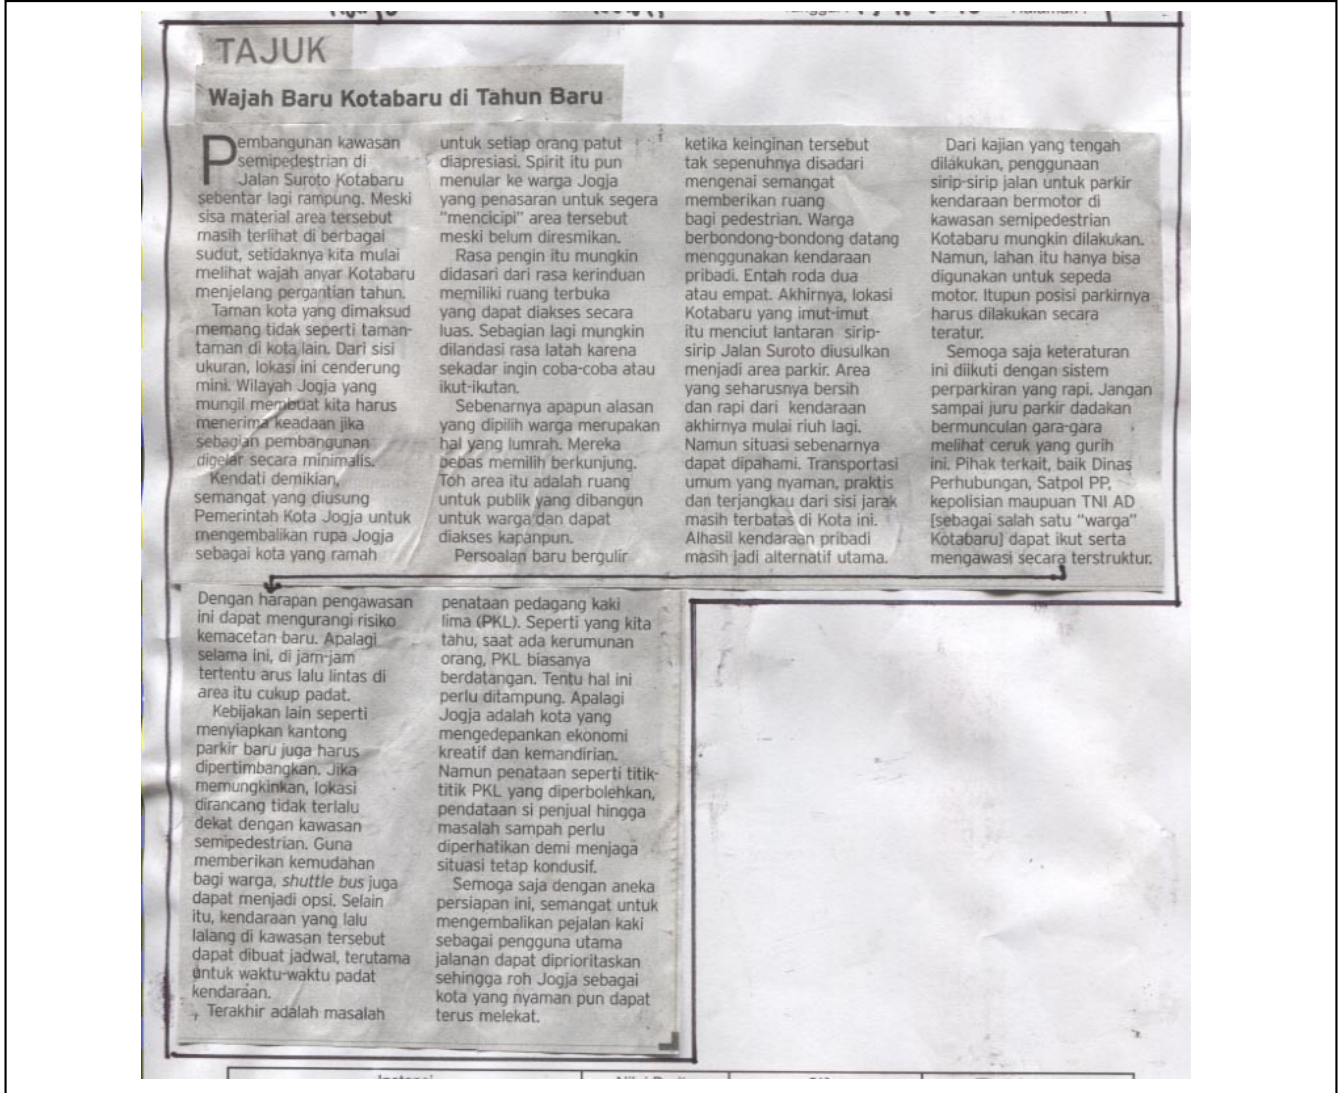 TAJUK
Wajah Baru Kotabaru di Tahun Baru
Pembangunan kawasan
semipedestrian di
Jalan Suroto Kotabaru
sebentar lagi rampung. Meski
sisa material area tersebut
masih terlihat di berbagai
sudut, setidaknya kita mulai
melihat wajah anyar Kotabaru
menjelang pergantian tahun.
Taman kota yang dimaksud
memang tidak seperti taman-
taman di kota lain. Dari sisi
ukuran, lokasi ini cenderung
mini. Wilayah Jogja yang
mungil membuat kita harus
menerima keadaan jika
sebagian pembangunan
digelar secara minimalis.
Kendati demikian,
semangat yang diusung
Pemerintah Kota Jogja untuk
mengembalikan rupa Jogja
sebagai kota yang ramah
untuk setiap orang patut
diapresiasi. Spirit itu pun
menular ke warga Jogja
yang penasaran untuk segera
"mencicipi" area tersebut
meski belum diresmikan.
Rasa pengin itu mungkin
didasari dari rasa kerinduan
memiliki ruang terbuka
yang dapat diakses secara
luas. Sebagian lagi mungkin
dilandasi rasa latah karena
sekadar ingin coba-coba atau
ikut-ikutan.
Sebenarnya apapun alasan
yang dipilih warga merupakan
hal yang lumrah. Mereka
bebas memilih berkunjung.
Toh area itu adalah ruang
untuk publik yang dibangun
untuk warga dan dapat
diakses kapanpun.
Persoalan baru bergulir
ketika keinginan tersebut
tak sepenuhnya disadari
mengenai semangat
memberikan ruang
bagi pedestrian. Warga
berbondong-bondong datang
menggunakan kendaraan
pribadi. Entah roda dua
atau empat. Akhirnya, lokasi
Kotabaru yang imut-imut
itu menciut lantaran sirip-
sirip Jalan Suroto diusulkan
menjadi area parkir. Area
yang seharusnya bersih
dan rapi dari kendaraan
akhirnya mulai riuh lagi.
Namun situasi sebenarnya
dapat dipahami. Transportasi
umum yang nyaman, praktis
dan terjangkau dari sisi jarak
masih terbatas di Kota ini.
Alhasil kendaraan pribadi
masih jadi alternatif utama.
Dari kajian yang tengah
dilakukan, penggunaan
sirip-sirip jalan untuk parkir
kendaraan bermotor di
kawasan semipedestrian
Kotabaru mungkin dilakukan.
Namun, lahan itu hanya bisa
digunakan untuk sepeda
motor. Itupun posisi parkirnya
harus dilakukan secara
teratur.
Semoga saja keteraturan
ini diikuti dengan sistem
perparkiran yang rapi. Jangan
sampai juru parkir dadakan
bermunculan gara-gara
melihat ceruk yang gurih
ini. Pihak terkait, baik Dinas
Perhubungan, Satpol PP,
kepolisian maupuan TNI AD
[sebagai salah satu "warga"
Kotabaru] dapat ikut serta
mengawasi secara terstruktur.
Dengan harapan pengawasan
ini dapat mengurangi risiko
kemacetan baru. Apalagi
selama ini, di jam-jam
tertentu arus lalu lintas di
area itu cukup padat.
Kebijakan lain seperti
menyiapkan kantong
parkir baru juga harus
dipertimbangkan. Jika
memungkinkan, lokasi
dirancang tidak terlalu
dekat dengan kawasan
semipedestrian. Guna
memberikan kemudahan
bagi warga, shuttle bus juga
dapat menjadi opsi. Selain
itu, kendaraan yang lalu
lalang di kawasan tersebut
dapat dibuat jadwal, terutama
untuk waktu-waktu padat
kendaraan.
Terakhir adalah masalah
penataan pedagang kaki
lima (PKL). Seperti yang kita
tahu, saat ada kerumunan
orang, PKL biasanya
berdatangan. Tentu hal ini
perlu ditampung. Apalagi
Jogja adalah kota yang
mengedepankan ekonomi
kreatif dan kemandirian.
Namun penataan seperti titik-
titik PKL yang diperbolehkan,
pendataan si penjual hingga
masalah sampah perlu
diperhatikan demi menjaga
situasi tetap kondusif.
Semoga saja dengan aneka
persiapan ini, semangat untuk
mengembalikan pejalan kaki
sebagai pengguna utama
jalanan dapat diprioritaskan
sehingga roh Jogja sebagai
kota yang nyaman pun dapat
terus melekat.